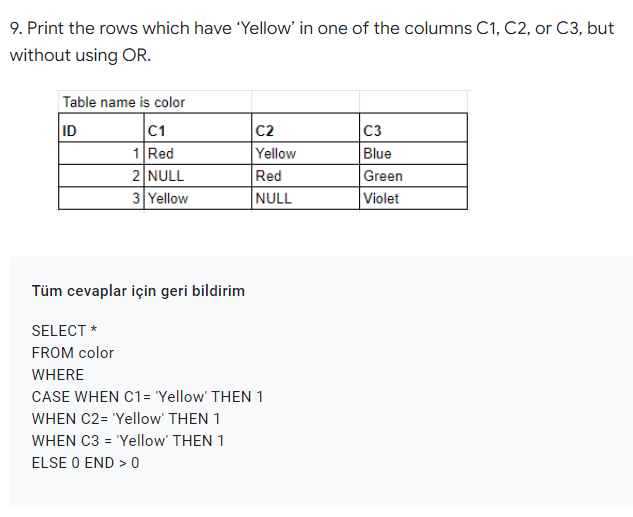 9. Print the rows which have ‘Yellow’ in one of the columns C1, C2, or C3, but
without using OR.
Table name is color
ID C1 C2 C3
1 Red Yellow Blue
2 NULL Red Green
3 Yellow NULL Violet
Tüm cevaplar için geri bildirim
SELECT *
FROM color
WHERE
CASE WHEN C1= 'Yellow' THEN 1
WHEN C2= 'Yellow' THEN 1
WHEN C3 = 'Yellow' THEN 1
ELSE 0 END > 0